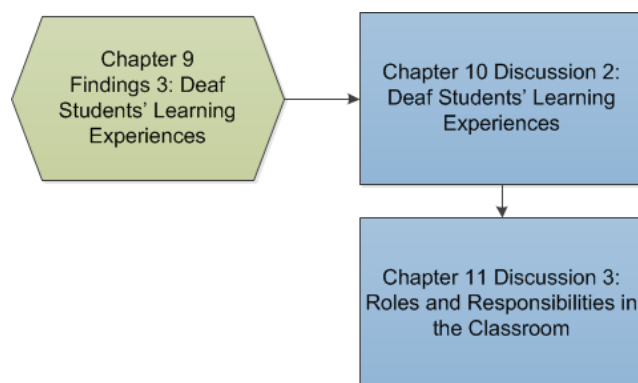 Chapter 9
Findings 3: Deaf
Students’ Learning
Experiences
Chapter 10 Discussion 2:
Deaf Students’ Learning
Experiences
Chapter 11 Discussion 3:
Roles and Responsibilities in
the Classroom